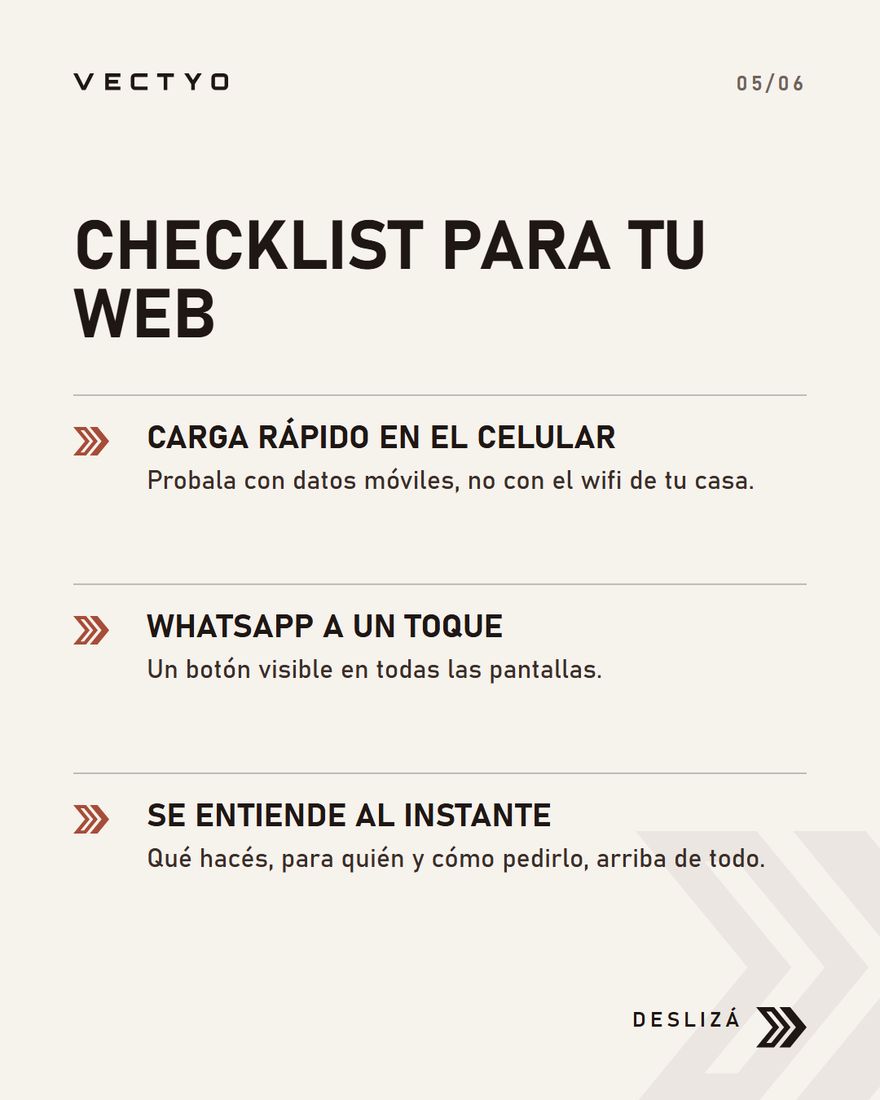 VECTYO
05/06
CHECKLIST PARA TU
WEB
CARGA RÁPIDO EN EL CELULAR
Probala con datos móviles, no con el wifi de tu casa.
WHATSAPP A UN TOQUE
Un botón visible en todas las pantallas.
SE ENTIENDE AL INSTANTE
Qué hacés, para quién y cómo pedirlo, arriba de todo.
DESLIZÁ